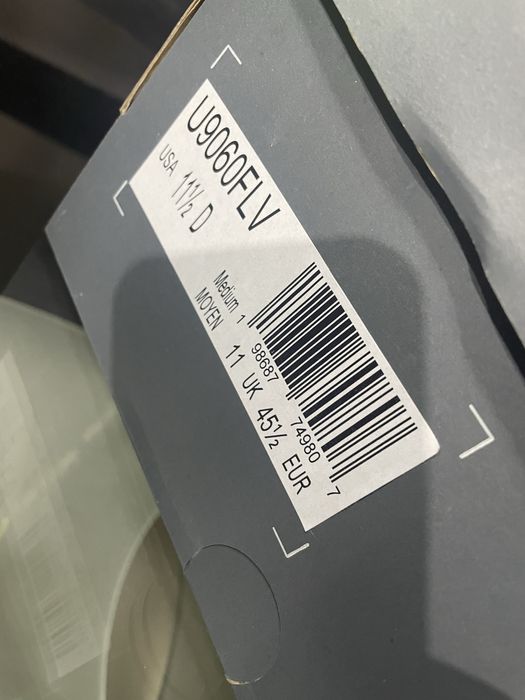 U9060FLV
USA 11½ D
Medium
MOYEN
1 98687 74980 7
11 UK 45½ EUR